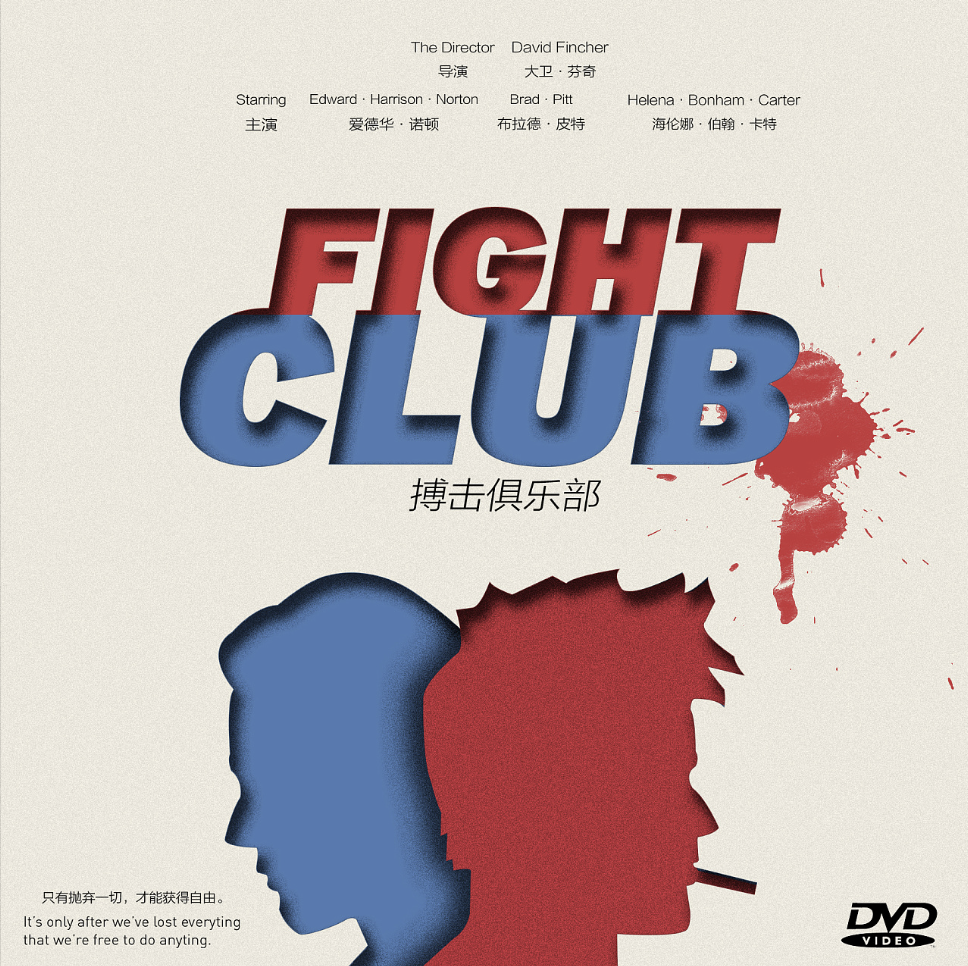 The Director David Fincher
导演 大卫·芬奇
Starring Edward·Harrison·Norton Brad·Pitt Helena·Bonham·Carter
主演 爱德华·诺顿 布拉德·皮特 海伦娜·伯翰·卡特
FIGHT
CLUB
搏击俱乐部
只有抛弃一切，才能获得自由。
It's only after we've lost everyting
that we're free to do anyting.
DVD
VIDEO